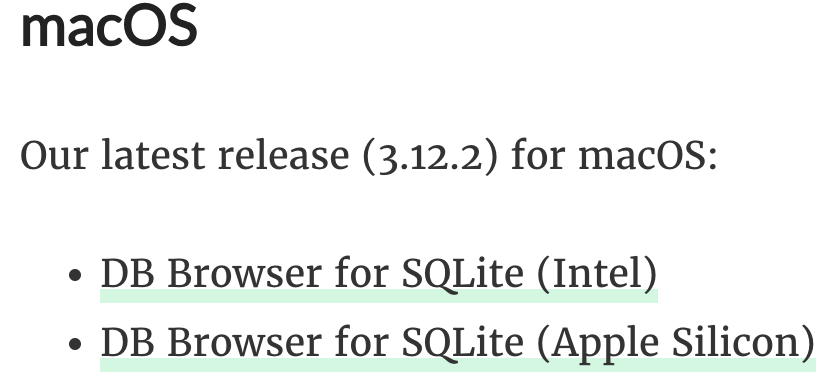 macOS
Our latest release (3.12.2) for macOS:
• DB Browser for SQLite (Intel)
• DB Browser for SQLite (Apple Silicon)